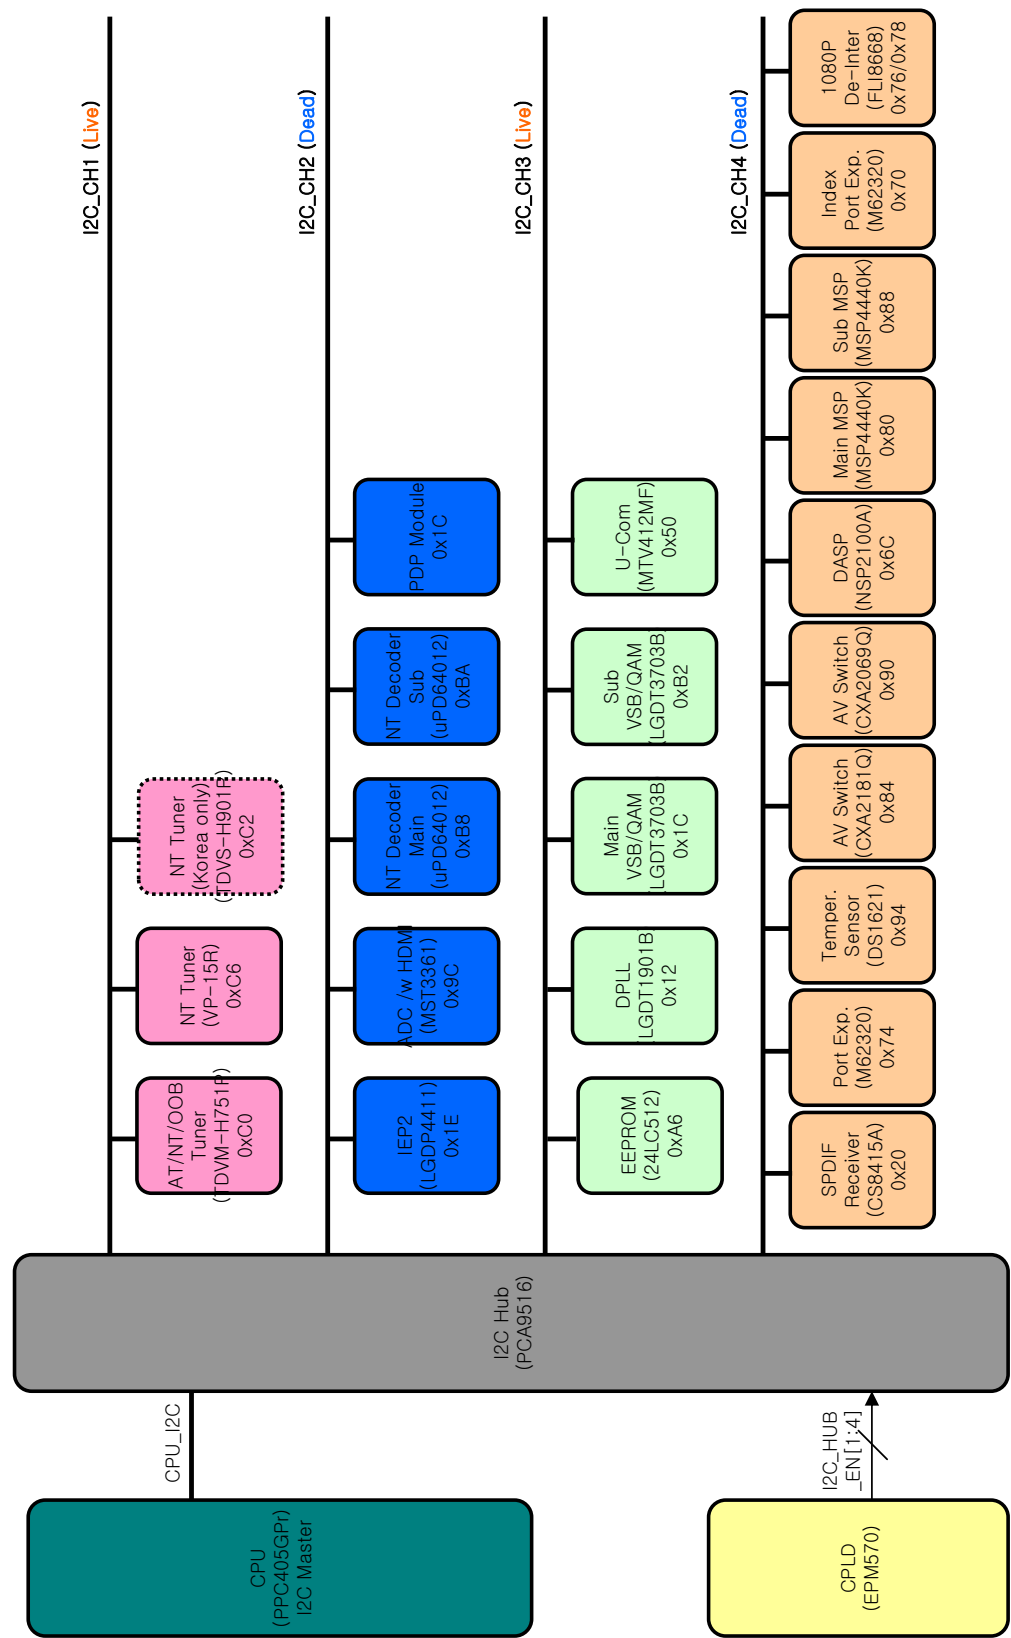 CPU
(PPC405GPr)
I2C Master
CPU_I2C
CPLD
(EPM570)
I2C_HUB
_EN[1:4]
I2C Hub
(PCA9516)
I2C_CH1 (Live)
AT/NT/OOB
Tuner
(TDVM-H751P)
0xC0
NT Tuner
(VP-15R)
0xC6
NT Tuner
(Korea only)
(TDVS-H901R)
0xC2
I2C_CH2 (Dead)
IEP2
(LGDP4411)
0x1E
ADC /w HDMI
(MST3361)
0x9C
NT Decoder
Main
(uPD64012)
0xB8
NT Decoder
Sub
(uPD64012)
0xBA
PDP Module
0x1C
I2C_CH3 (Live)
EEPROM
(24LC512)
0xA6
DPLL
(LGDT1901B)
0x12
Main
VSB/QAM
(LGDT3703B)
0x1C
Sub
VSB/QAM
(LGDT3703B)
0xB2
U-Com
(MTV412MF)
0x50
I2C_CH4 (Dead)
SPDIF
Receiver
(CS8415A)
0x20
Port Exp.
(M62320)
0x74
Temper.
Sensor
(DS1621)
0x94
AV Switch
(CXA2181Q)
0x84
AV Switch
(CXA2069Q)
0x90
DASP
(NSP2100A)
0x6C
Main MSP
(MSP4440K)
0x80
Sub MSP
(MSP4440K)
0x88
Index
Port Exp.
(M62320)
0x70
1080P
De-Inter
(FLI8668)
0x76/0x78